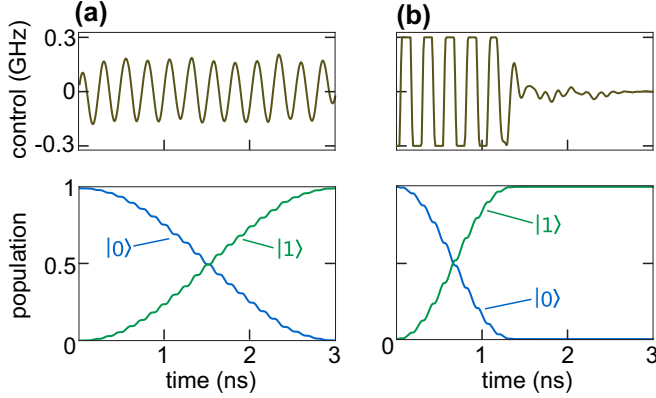 (a)
(b)
control (GHz)
0.3
0
-0.3
population
1
0.5
0
|0⟩
|1⟩
|1⟩
|0⟩
1
2
3
0
1
2
3
time (ns)
time (ns)